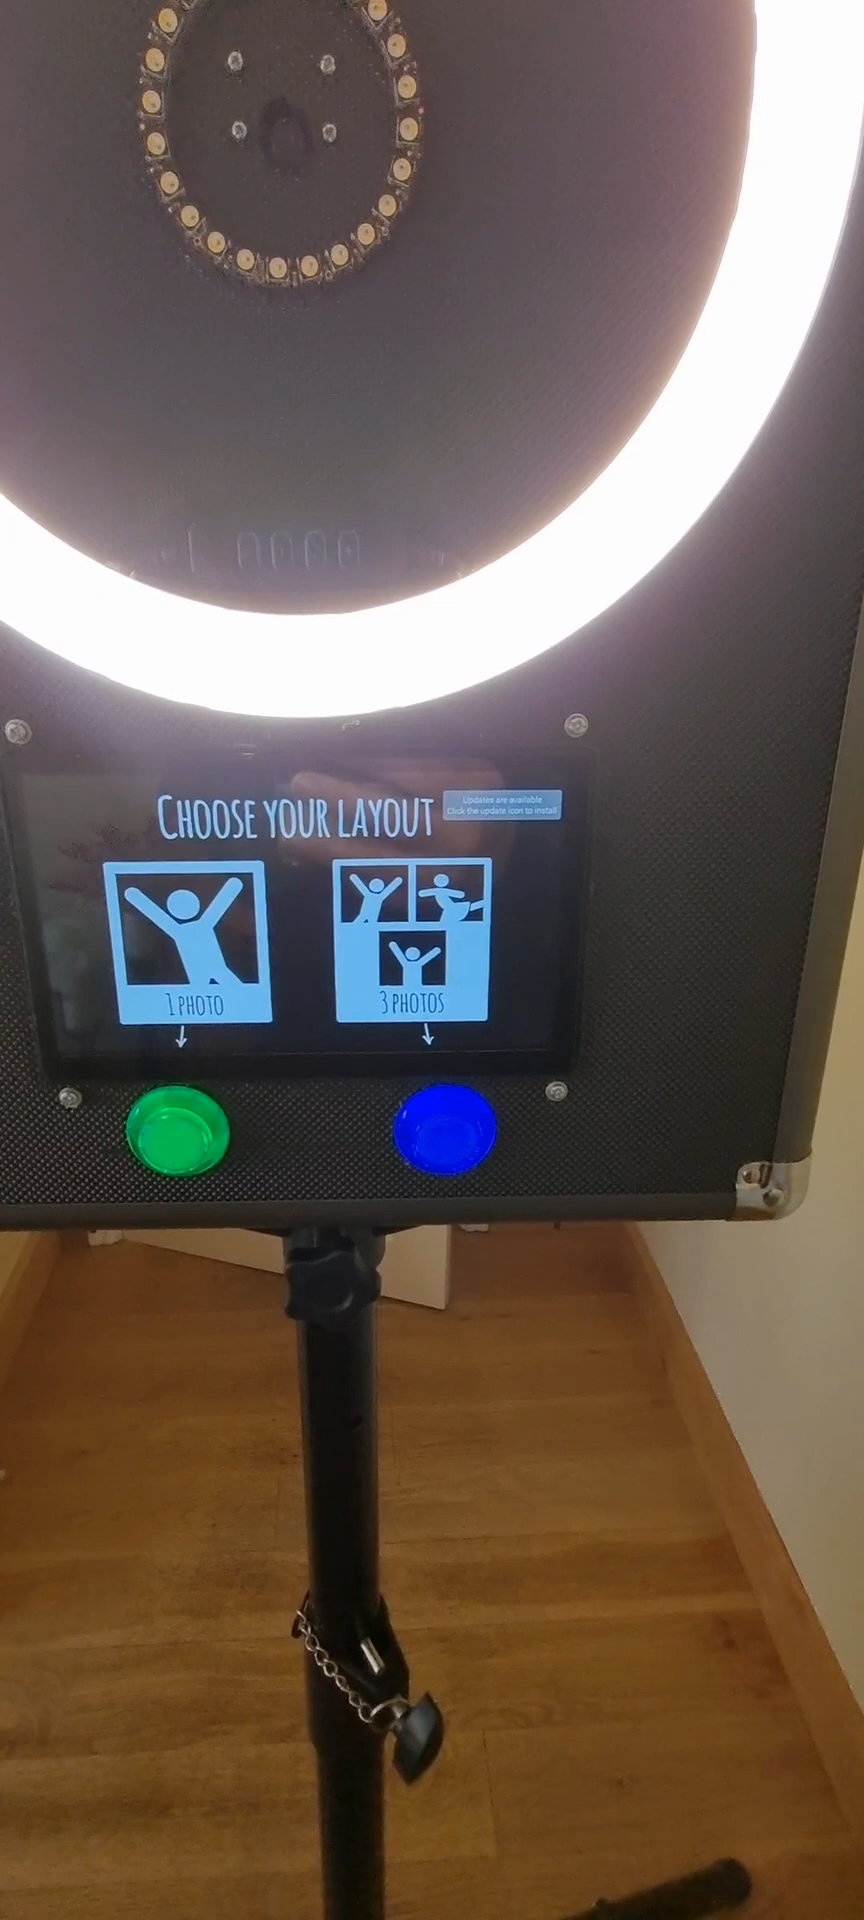 CHOOSE YOUR LAYOUT
Updates are available
Click the update icon to install
1 PHOTO
3 PHOTOS